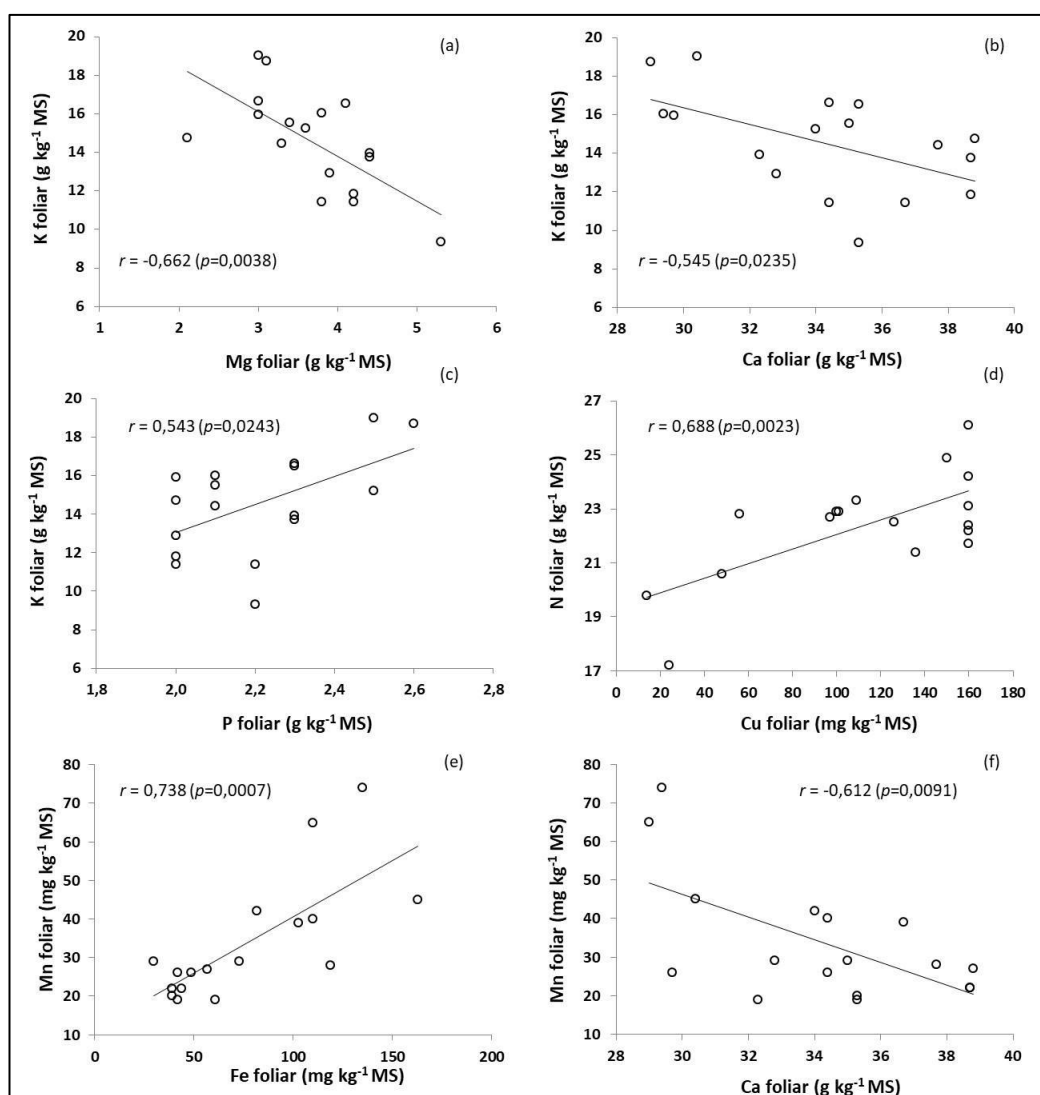 (a)
K foliar (g kg-1 MS)
20
18
16
14
12
10
8
6
r = -0,662 (p=0,0038)
1 2 3 4 5 6
Mg foliar (g kg-1 MS)
(b)
K foliar (g kg-1 MS)
20
18
16
14
12
10
8
6
r = -0,545 (p=0,0235)
28 30 32 34 36 38 40
Ca foliar (g kg-1 MS)
(c)
K foliar (g kg-1 MS)
20
18
16
14
12
10
8
6
r = 0,543 (p=0,0243)
1,8 2,0 2,2 2,4 2,6 2,8
P foliar (g kg-1 MS)
(d)
N foliar (g kg-1 MS)
27
25
23
21
19
17
r = 0,688 (p=0,0023)
0 20 40 60 80 100 120 140 160 180
Cu foliar (mg kg-1 MS)
(e)
Mn foliar (mg kg-1 MS)
80
70
60
50
40
30
20
10
r = 0,738 (p=0,0007)
0 50 100 150 200
Fe foliar (mg kg-1 MS)
(f)
Mn foliar (mg kg-1 MS)
80
70
60
50
40
30
20
10
r = -0,612 (p=0,0091)
28 30 32 34 36 38 40
Ca foliar (g kg-1 MS)